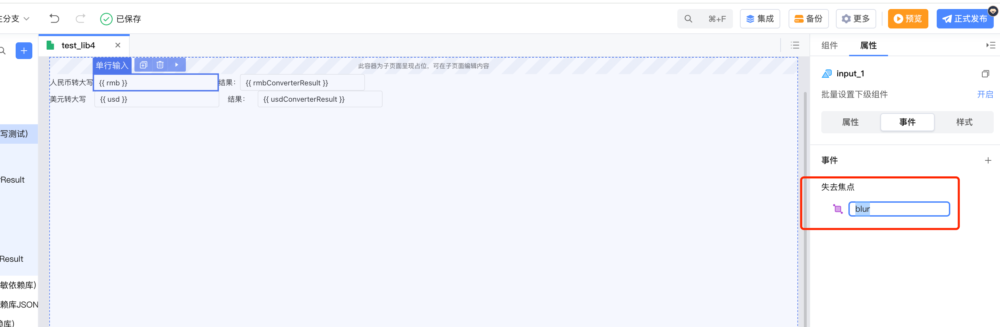 主分支
已保存
⌘+F
集成
备份
更多
预览
正式发布
test_lib4
组件
属性
单行输入
此容器为子页面呈现占位，可在子页面编辑内容
input_1
人民币转大写
{{ rmb }}
结果：
{{ rmbConverterResult }}
批量设置下级组件
开启
美元转大写
{{ usd }}
结果：
{{ usdConverterResult }}
属性
事件
样式
写测试)
事件
rResult
失去焦点
blur
Result
敏依赖库)
赖库JSON
赖库)